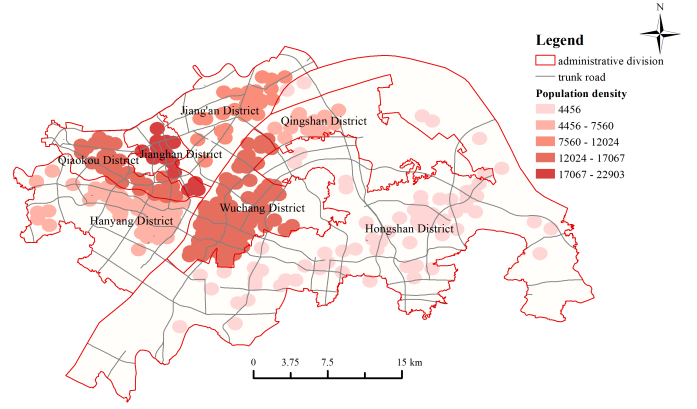 N
Legend
administrative division
trunk road
Population density
4456
4456 - 7560
7560 - 12024
12024 - 17067
17067 - 22903
Jiang'an District
Qingshan District
Qiaokou District
Jianghan District
Wuchang District
Hanyang District
Hongshan District
0 3.75 7.5 15 km